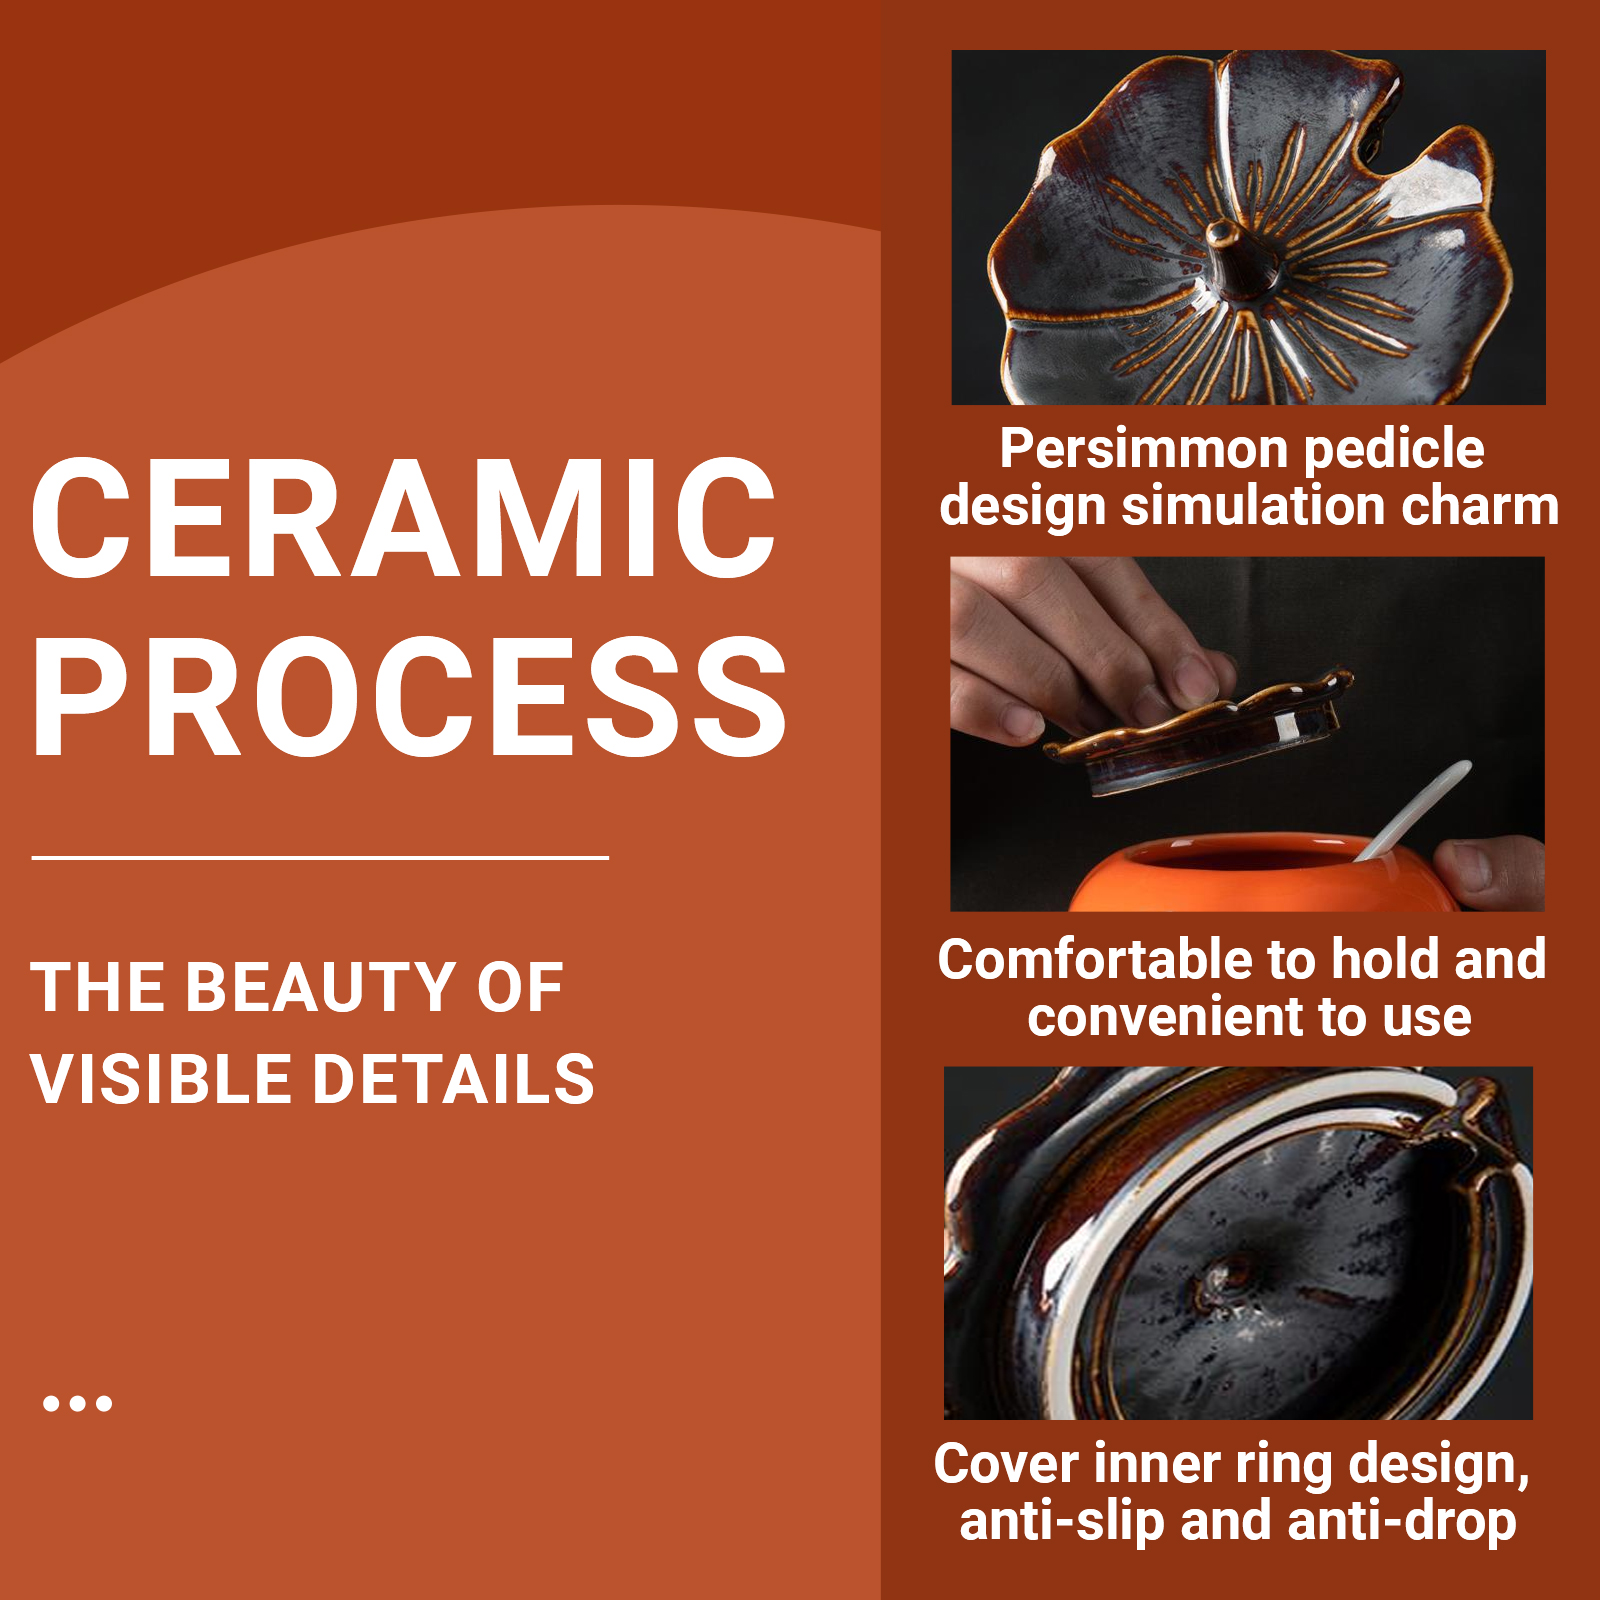 CERAMIC
PROCESS
THE BEAUTY OF
VISIBLE DETAILS
Persimmon pedicle
design simulation charm
Comfortable to hold and
convenient to use
Cover inner ring design,
anti-slip and anti-drop